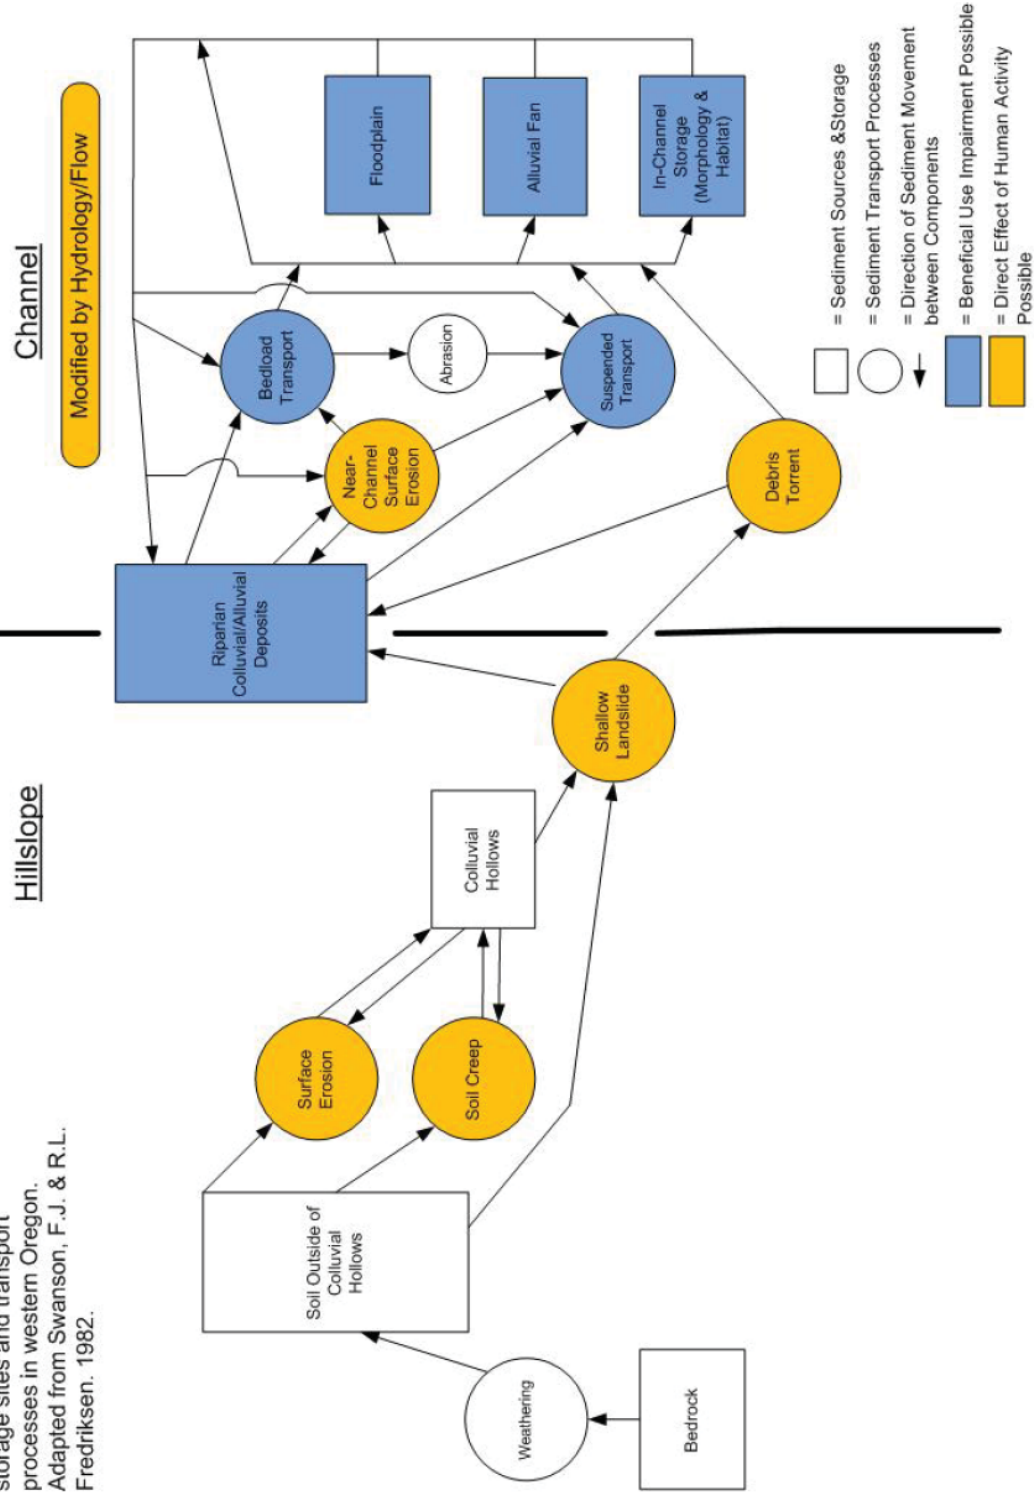 storage sites and transport
processes in western Oregon.
Adapted from Swanson, F.J. & R.L.
Fredriksen. 1982.
Hillslope
Channel
Modified by Hydrology/Flow
Bedrock
Weathering
Soil Outside of
Colluvial
Hollows
Surface
Erosion
Soil Creep
Colluvial
Hollows
Shallow
Landslide
Riparian
Colluvial/Alluvial
Deposits
Near-
Channel
Surface
Erosion
Debris
Torrent
Bedload
Transport
Abrasion
Suspended
Transport
Floodplain
Alluvial Fan
In-Channel
Storage
(Morphology &
Habitat)
= Sediment Sources &Storage
= Sediment Transport Processes
= Direction of Sediment Movement
between Components
= Beneficial Use Impairment Possible
= Direct Effect of Human Activity
Possible